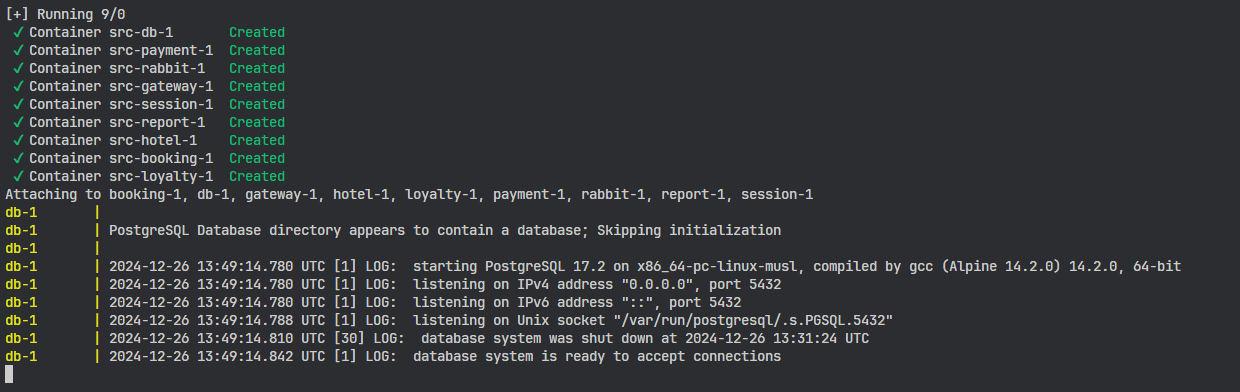 [+] Running 9/0
✔ Container src-db-1       Created
✔ Container src-payment-1  Created
✔ Container src-rabbit-1   Created
✔ Container src-gateway-1  Created
✔ Container src-session-1  Created
✔ Container src-report-1   Created
✔ Container src-hotel-1    Created
✔ Container src-booking-1  Created
✔ Container src-loyalty-1  Created
Attaching to booking-1, db-1, gateway-1, hotel-1, loyalty-1, payment-1, rabbit-1, report-1, session-1
db-1       |
db-1       | PostgreSQL Database directory appears to contain a database; Skipping initialization
db-1       |
db-1       | 2024-12-26 13:49:14.780 UTC [1] LOG:  starting PostgreSQL 17.2 on x86_64-pc-linux-musl, compiled by gcc (Alpine 14.2.0) 14.2.0, 64-bit
db-1       | 2024-12-26 13:49:14.780 UTC [1] LOG:  listening on IPv4 address "0.0.0.0", port 5432
db-1       | 2024-12-26 13:49:14.780 UTC [1] LOG:  listening on IPv6 address "::", port 5432
db-1       | 2024-12-26 13:49:14.788 UTC [1] LOG:  listening on Unix socket "/var/run/postgresql/.s.PGSQL.5432"
db-1       | 2024-12-26 13:49:14.810 UTC [30] LOG:  database system was shut down at 2024-12-26 13:31:24 UTC
db-1       | 2024-12-26 13:49:14.842 UTC [1] LOG:  database system is ready to accept connections